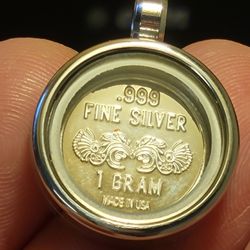 .999
FINE SILVER
1 GRAM
MADE IN USA